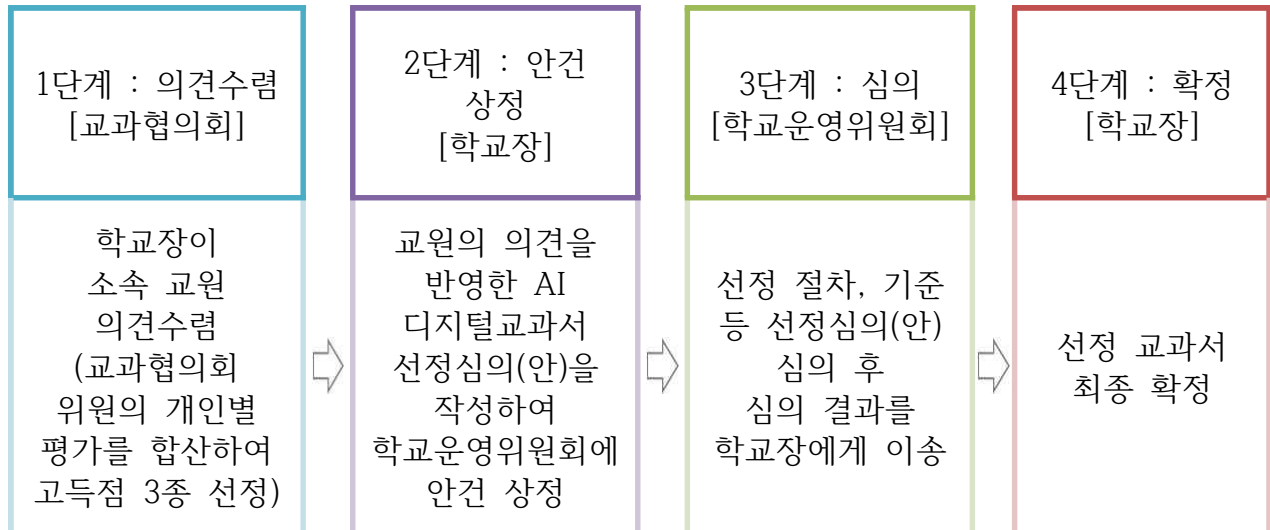 1단계 : 의견수렴
[교과협의회]
학교장이
소속 교원
의견수렴
(교과협의회
위원의 개인별
평가를 합산하여
고득점 3종 선정)
2단계 : 안건
상정
[학교장]
교원의 의견을
반영한 AI
디지털교과서
선정심의(안)을
작성하여
학교운영위원회에
안건 상정
3단계 : 심의
[학교운영위원회]
선정 절차, 기준
등 선정심의(안)
심의 후
심의 결과를
학교장에게 이송
4단계 : 확정
[학교장]
선정 교과서
최종 확정